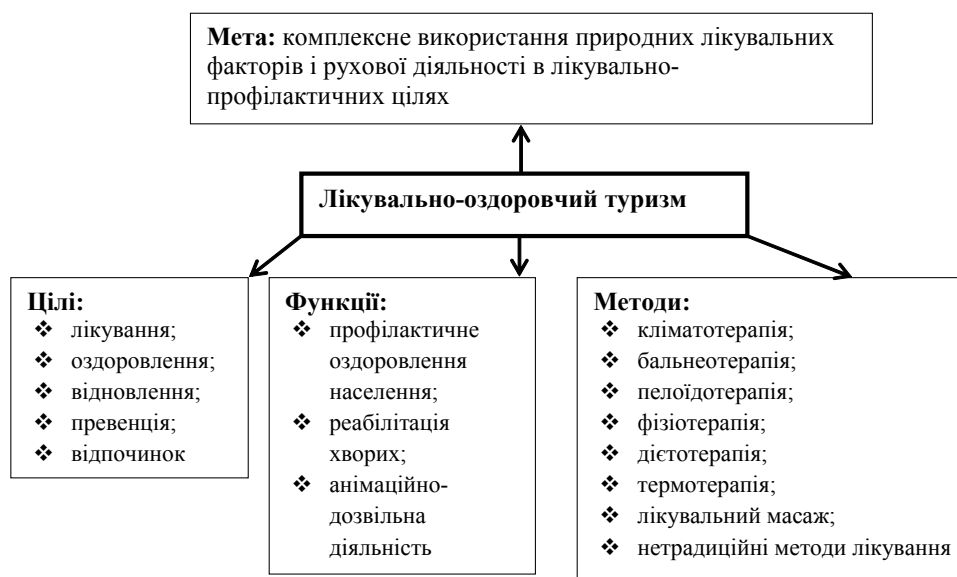 Мета: комплексне використання природних лікувальних
факторів і рухової діяльності в лікувально-
профілактичних цілях
Лікувально-оздоровчий туризм
Цілі:
❖ лікування;
❖ оздоровлення;
❖ відновлення;
❖ превенція;
❖ відпочинок
Функції:
❖ профілактичне
оздоровлення
населення;
❖ реабілітація
хворих;
❖ анімаційно-
дозвільна
діяльність
Методи:
❖ кліматотерапія;
❖ бальнеотерапія;
❖ пелоїдотерапія;
❖ фізіотерапія;
❖ дієтотерапія;
❖ термотерапія;
❖ лікувальний масаж;
❖ нетрадиційні методи лікування